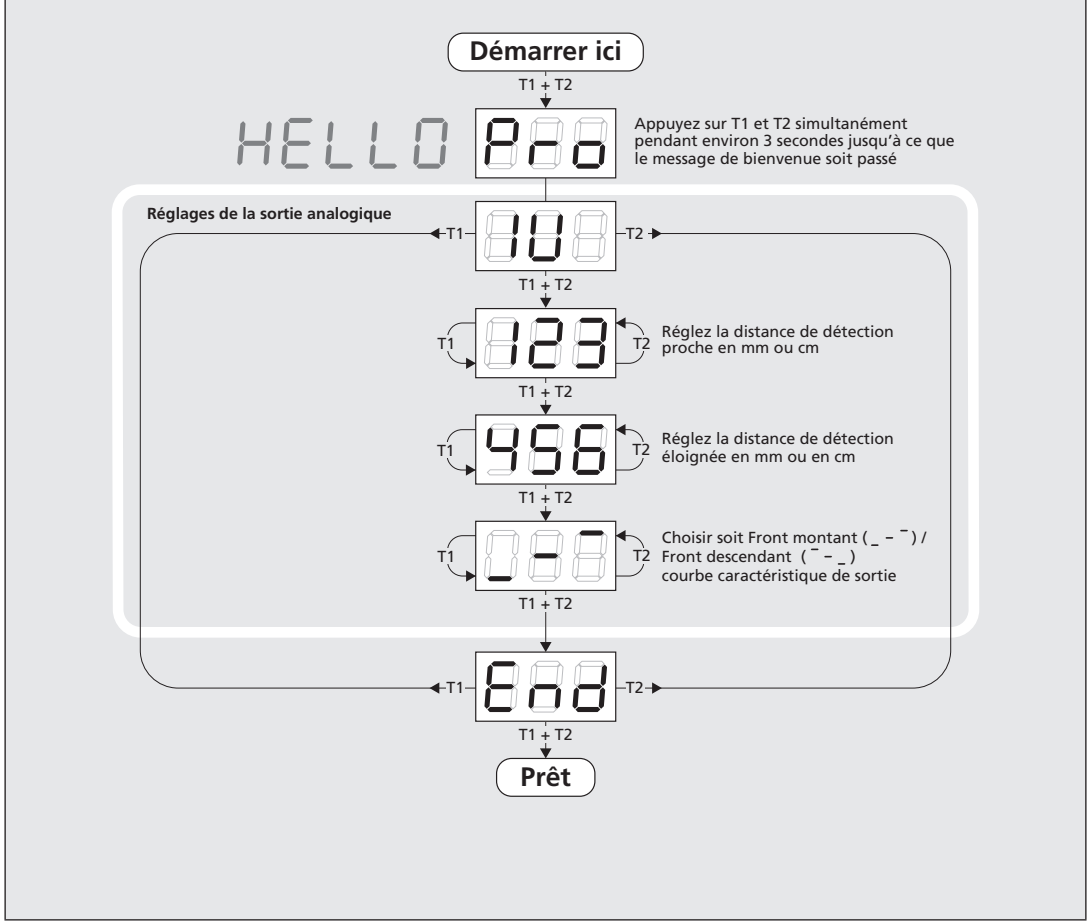 Démarrer ici
T1 + T2
HELLO Pro
Appuyez sur T1 et T2 simultanément
pendant environ 3 secondes jusqu'à ce que
le message de bienvenue soit passé
Réglages de la sortie analogique
T1 1U T2
T1 + T2
T1 123 T2
Réglez la distance de détection
proche en mm ou cm
T1 + T2
T1 456 T2
Réglez la distance de détection
éloignée en mm ou en cm
T1 + T2
T1 _ - ¯ T2
Choisir soit Front montant ( _ - ¯ ) /
Front descendant ( ¯ - _ )
courbe caractéristique de sortie
T1 + T2
T1 End T2
T1 + T2
Prêt